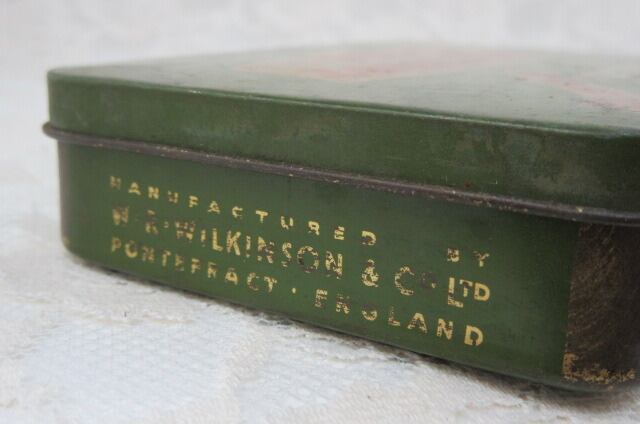 MANUFACTURED BY
W·R·WILKINSON & CO LTD
PONTEFRACT · ENGLAND